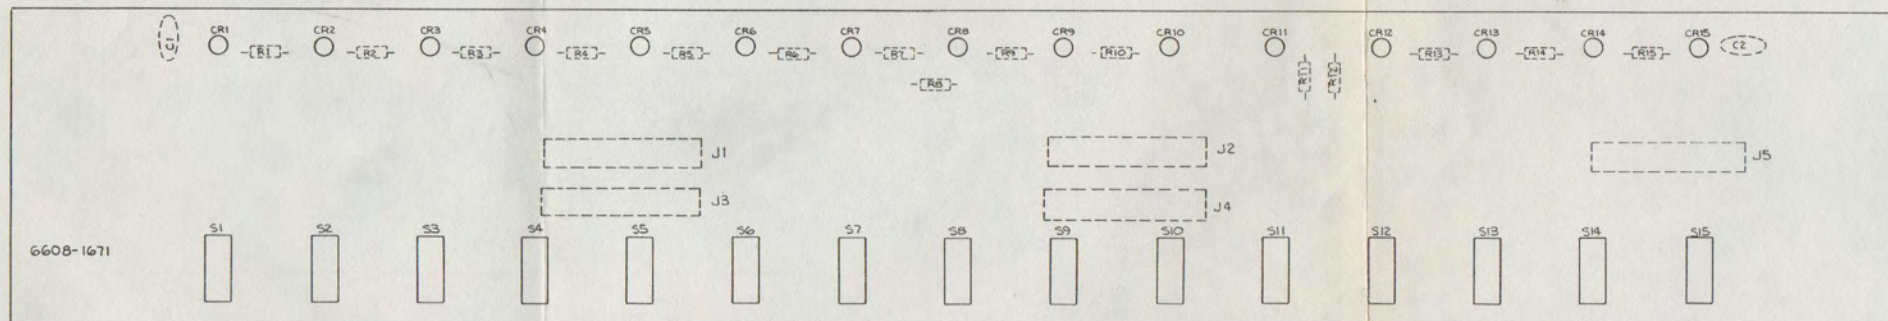 CR1 CR2 CR3 CR4 CR5 CR6 CR7 CR8 CR9 CR10 CR11 CR12 CR13 CR14 CR15
C1 R1 R2 R3 R4 R5 R6 R7 R9 R10 R13 R14 R15 C2
R8 R11 R12
J1 J2 J5
J3 J4
S1 S2 S3 S4 S5 S6 S7 S8 S9 S10 S11 S12 S13 S14 S15
6608-1671